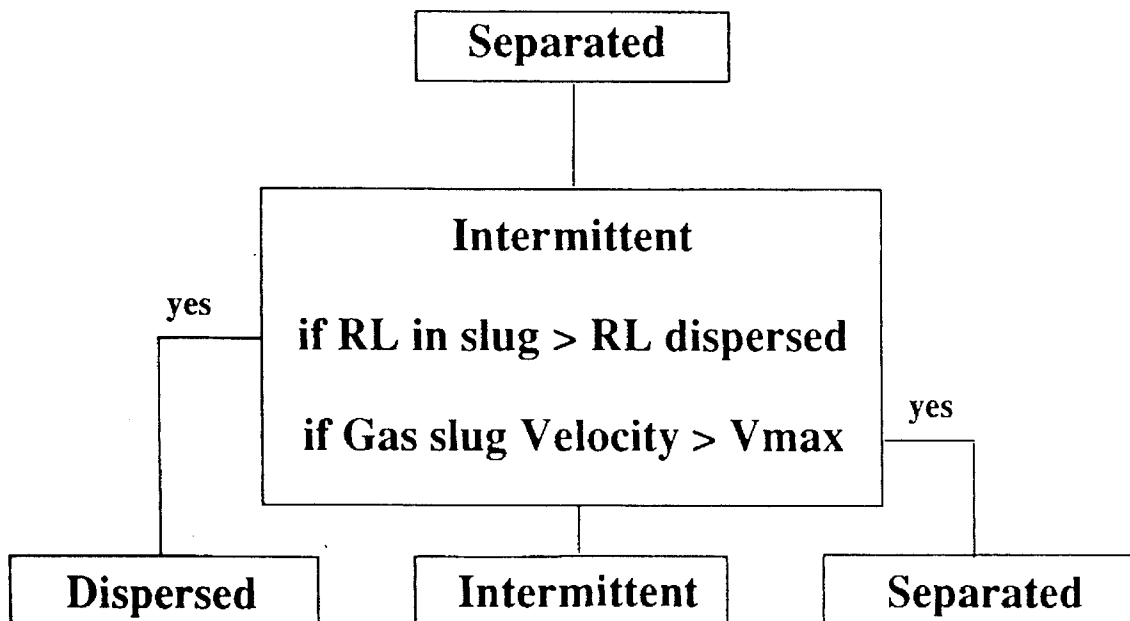 Separated
Intermittent
yes
if RL in slug > RL dispersed
yes
if Gas slug Velocity > Vmax
Dispersed
Intermittent
Separated